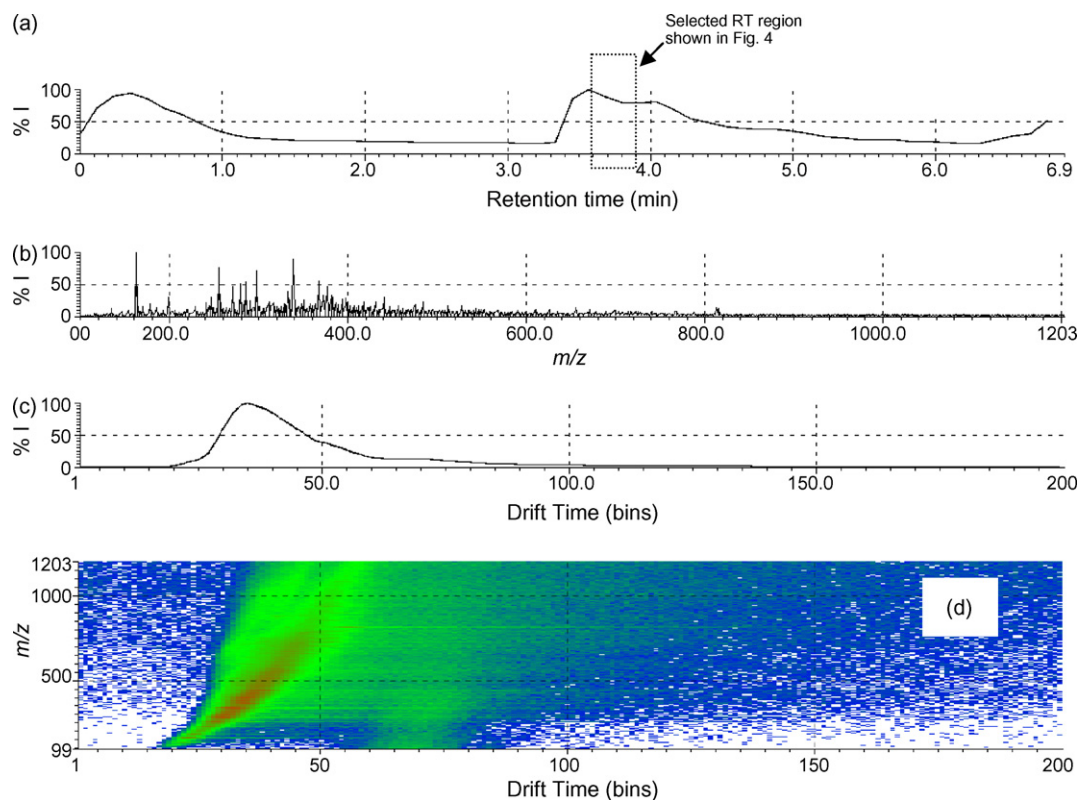 (a)
Selected RT region
shown in Fig. 4
% I
100
50
0
0 1.0 2.0 3.0 4.0 5.0 6.0 6.9
Retention time (min)
(b)
% I
100
50
0
00 200.0 400.0 600.0 800.0 1000.0 1203
m/z
(c)
% I
100
50
0
1 50.0 100.0 150.0 200
Drift Time (bins)
m/z
1203
1000
500
99
(d)
1 50 100 150 200
Drift Time (bins)